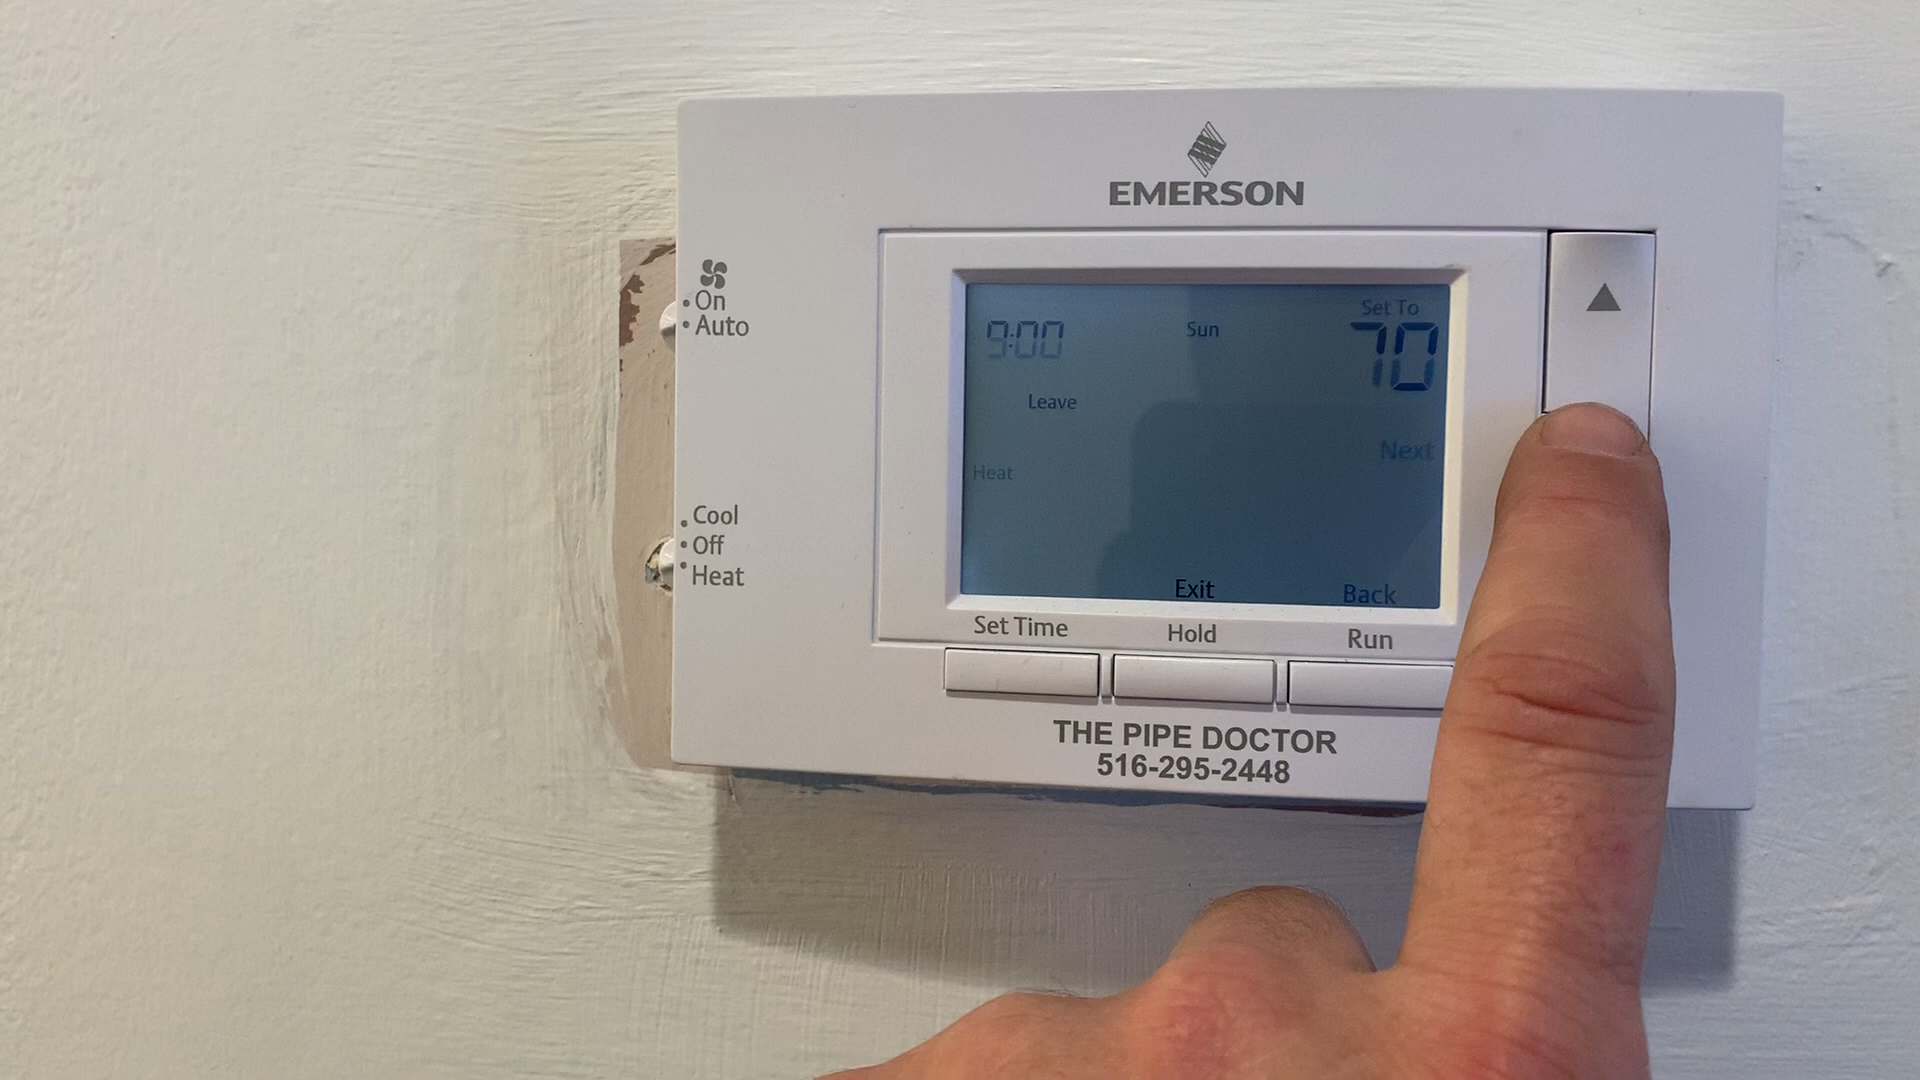 EMERSON
On
Auto
Cool
Off
Heat
Set To
9:00 Sun 70
Leave
Next
Heat
Exit Back
Set Time Hold Run
THE PIPE DOCTOR
516-295-2448